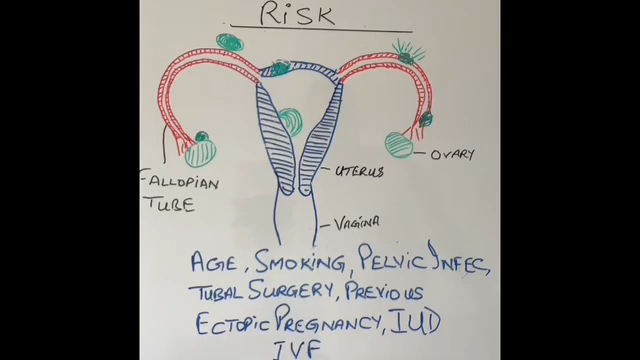 RISK
OVARY
UTERUS
FALLOPIAN
TUBE
VAGINA
AGE, SMOKING, PELVIC INFEC,
TUBAL SURGERY, PREVIOUS
ECTOPIC PREGNANCY, IUD
IVF